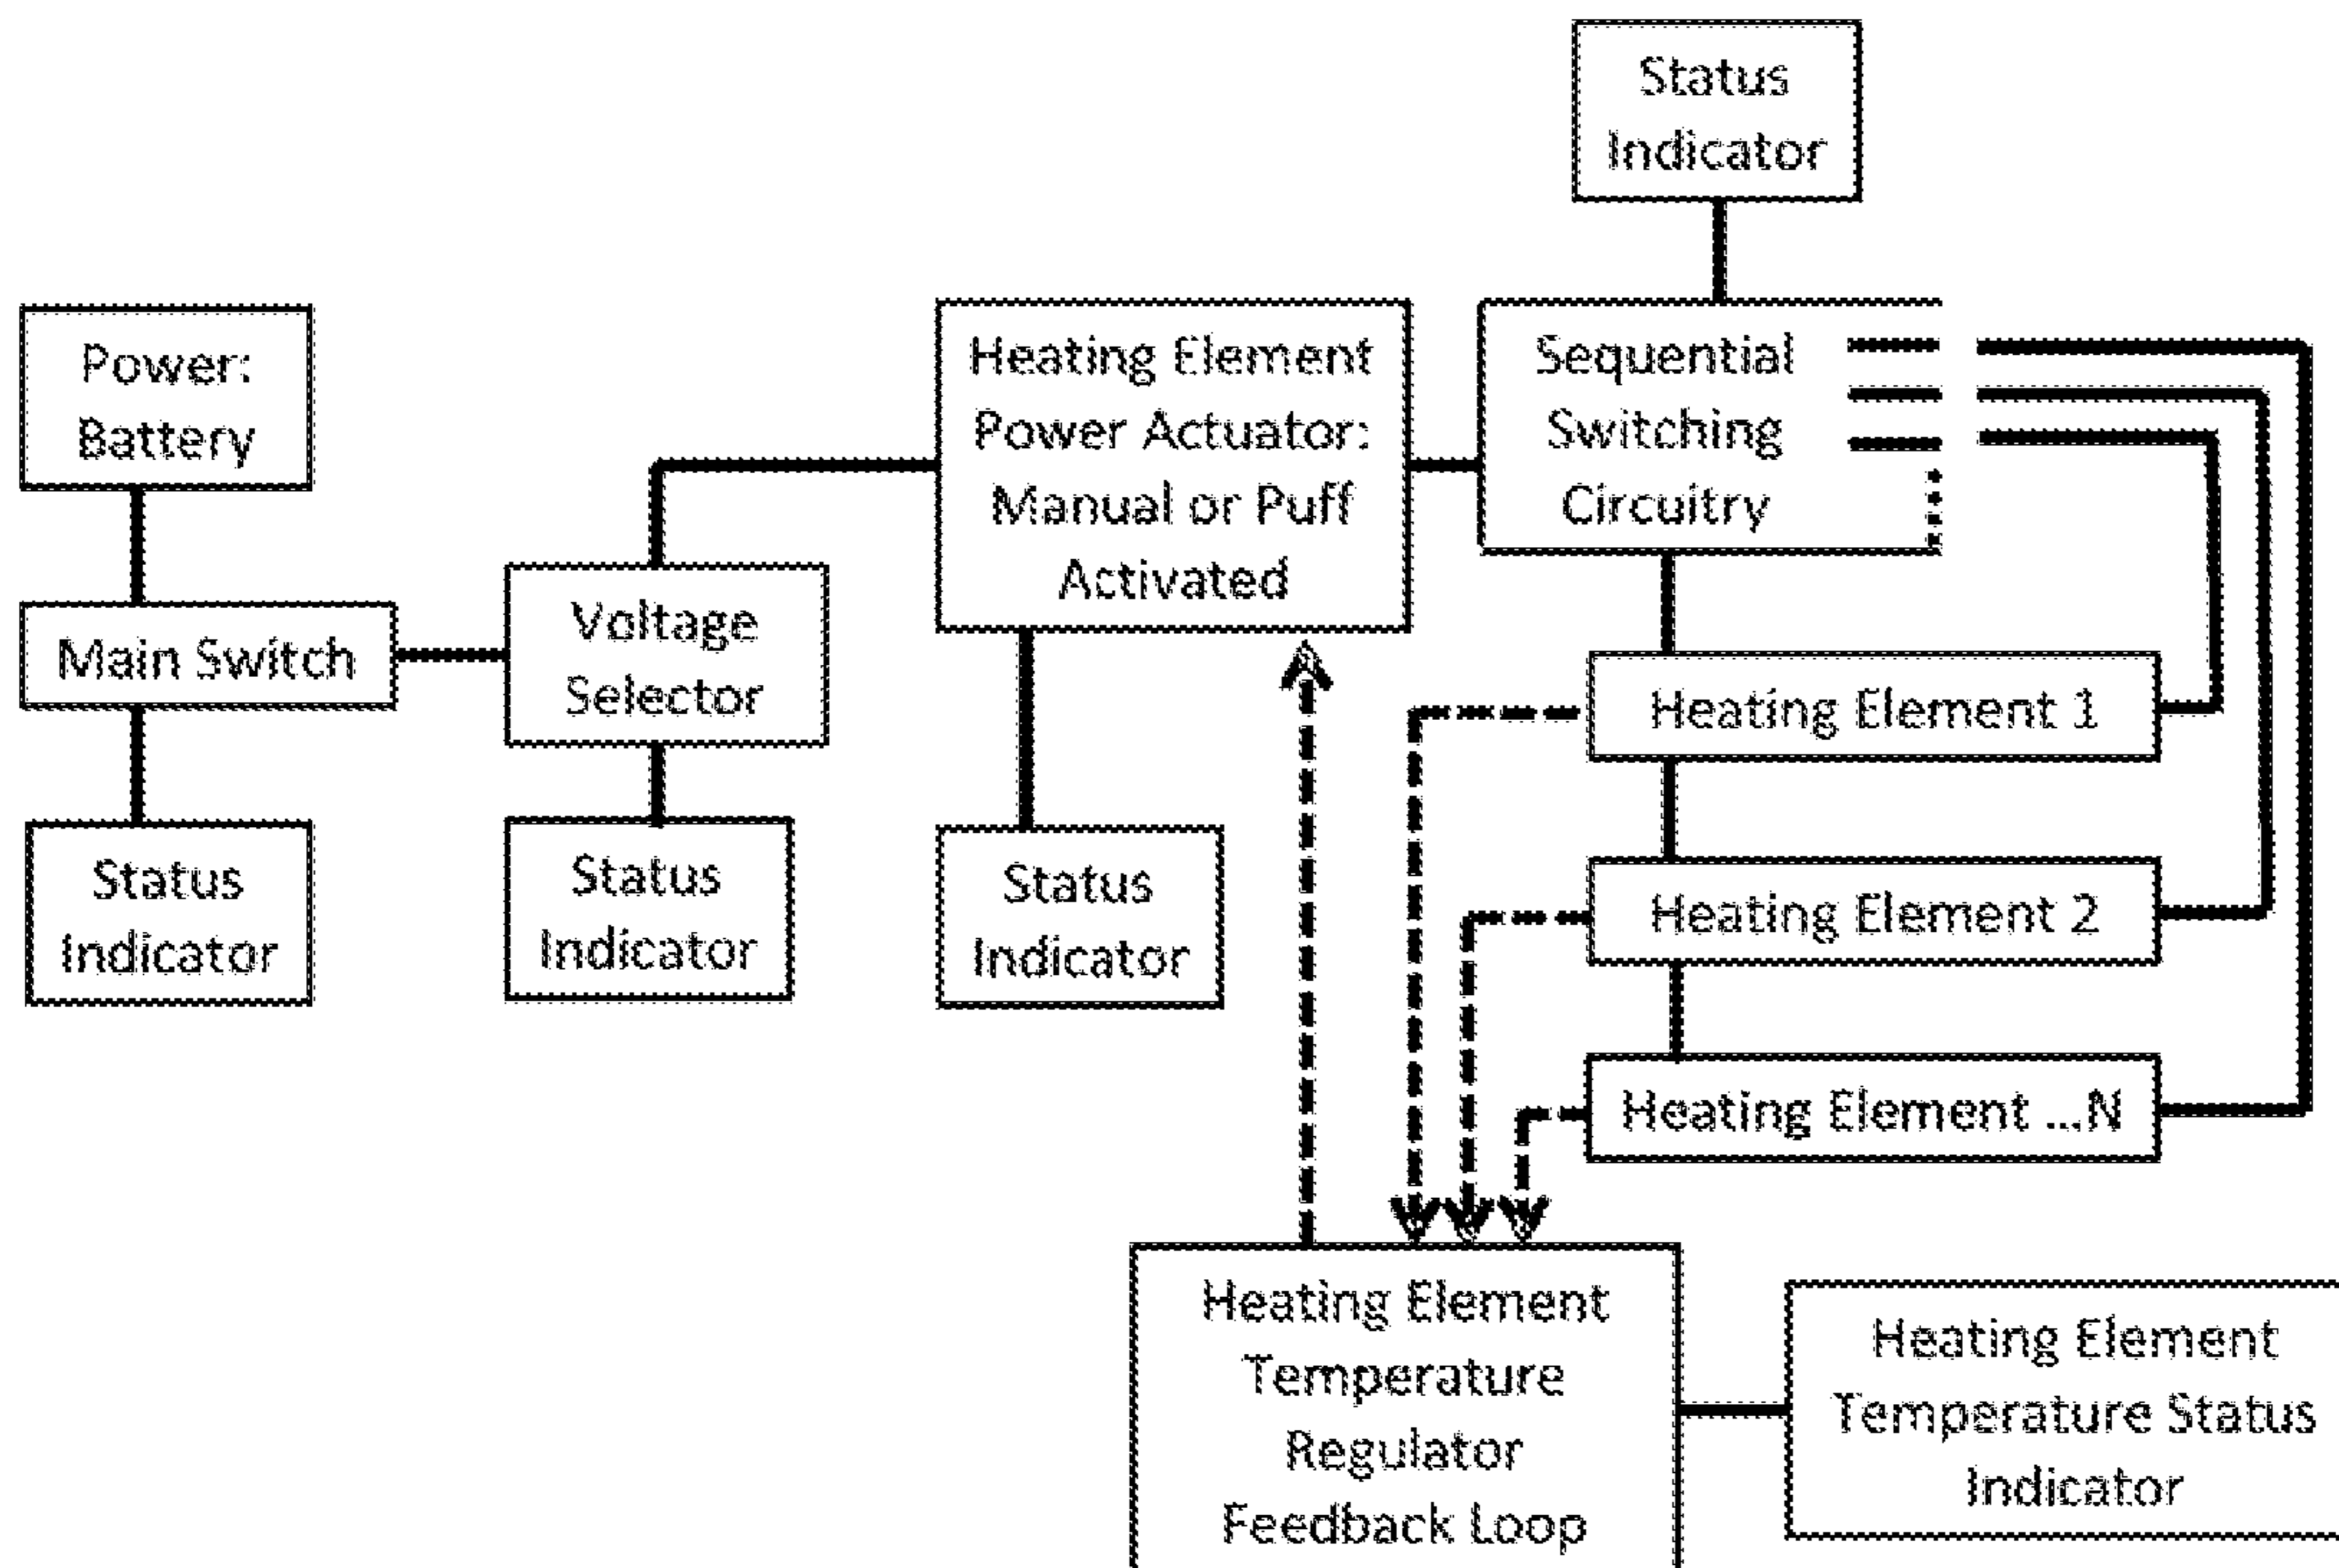 Status
Indicator
Power:
Battery
Heating Element
Power Actuator:
Manual or Puff
Activated
Sequential
Switching
Circuitry
Main Switch
Voltage
Selector
Heating Element 1
Status
Indicator
Status
Indicator
Status
Indicator
Heating Element 2
Heating Element ...N
Heating Element
Temperature
Regulator
Feedback Loop
Heating Element
Temperature Status
Indicator